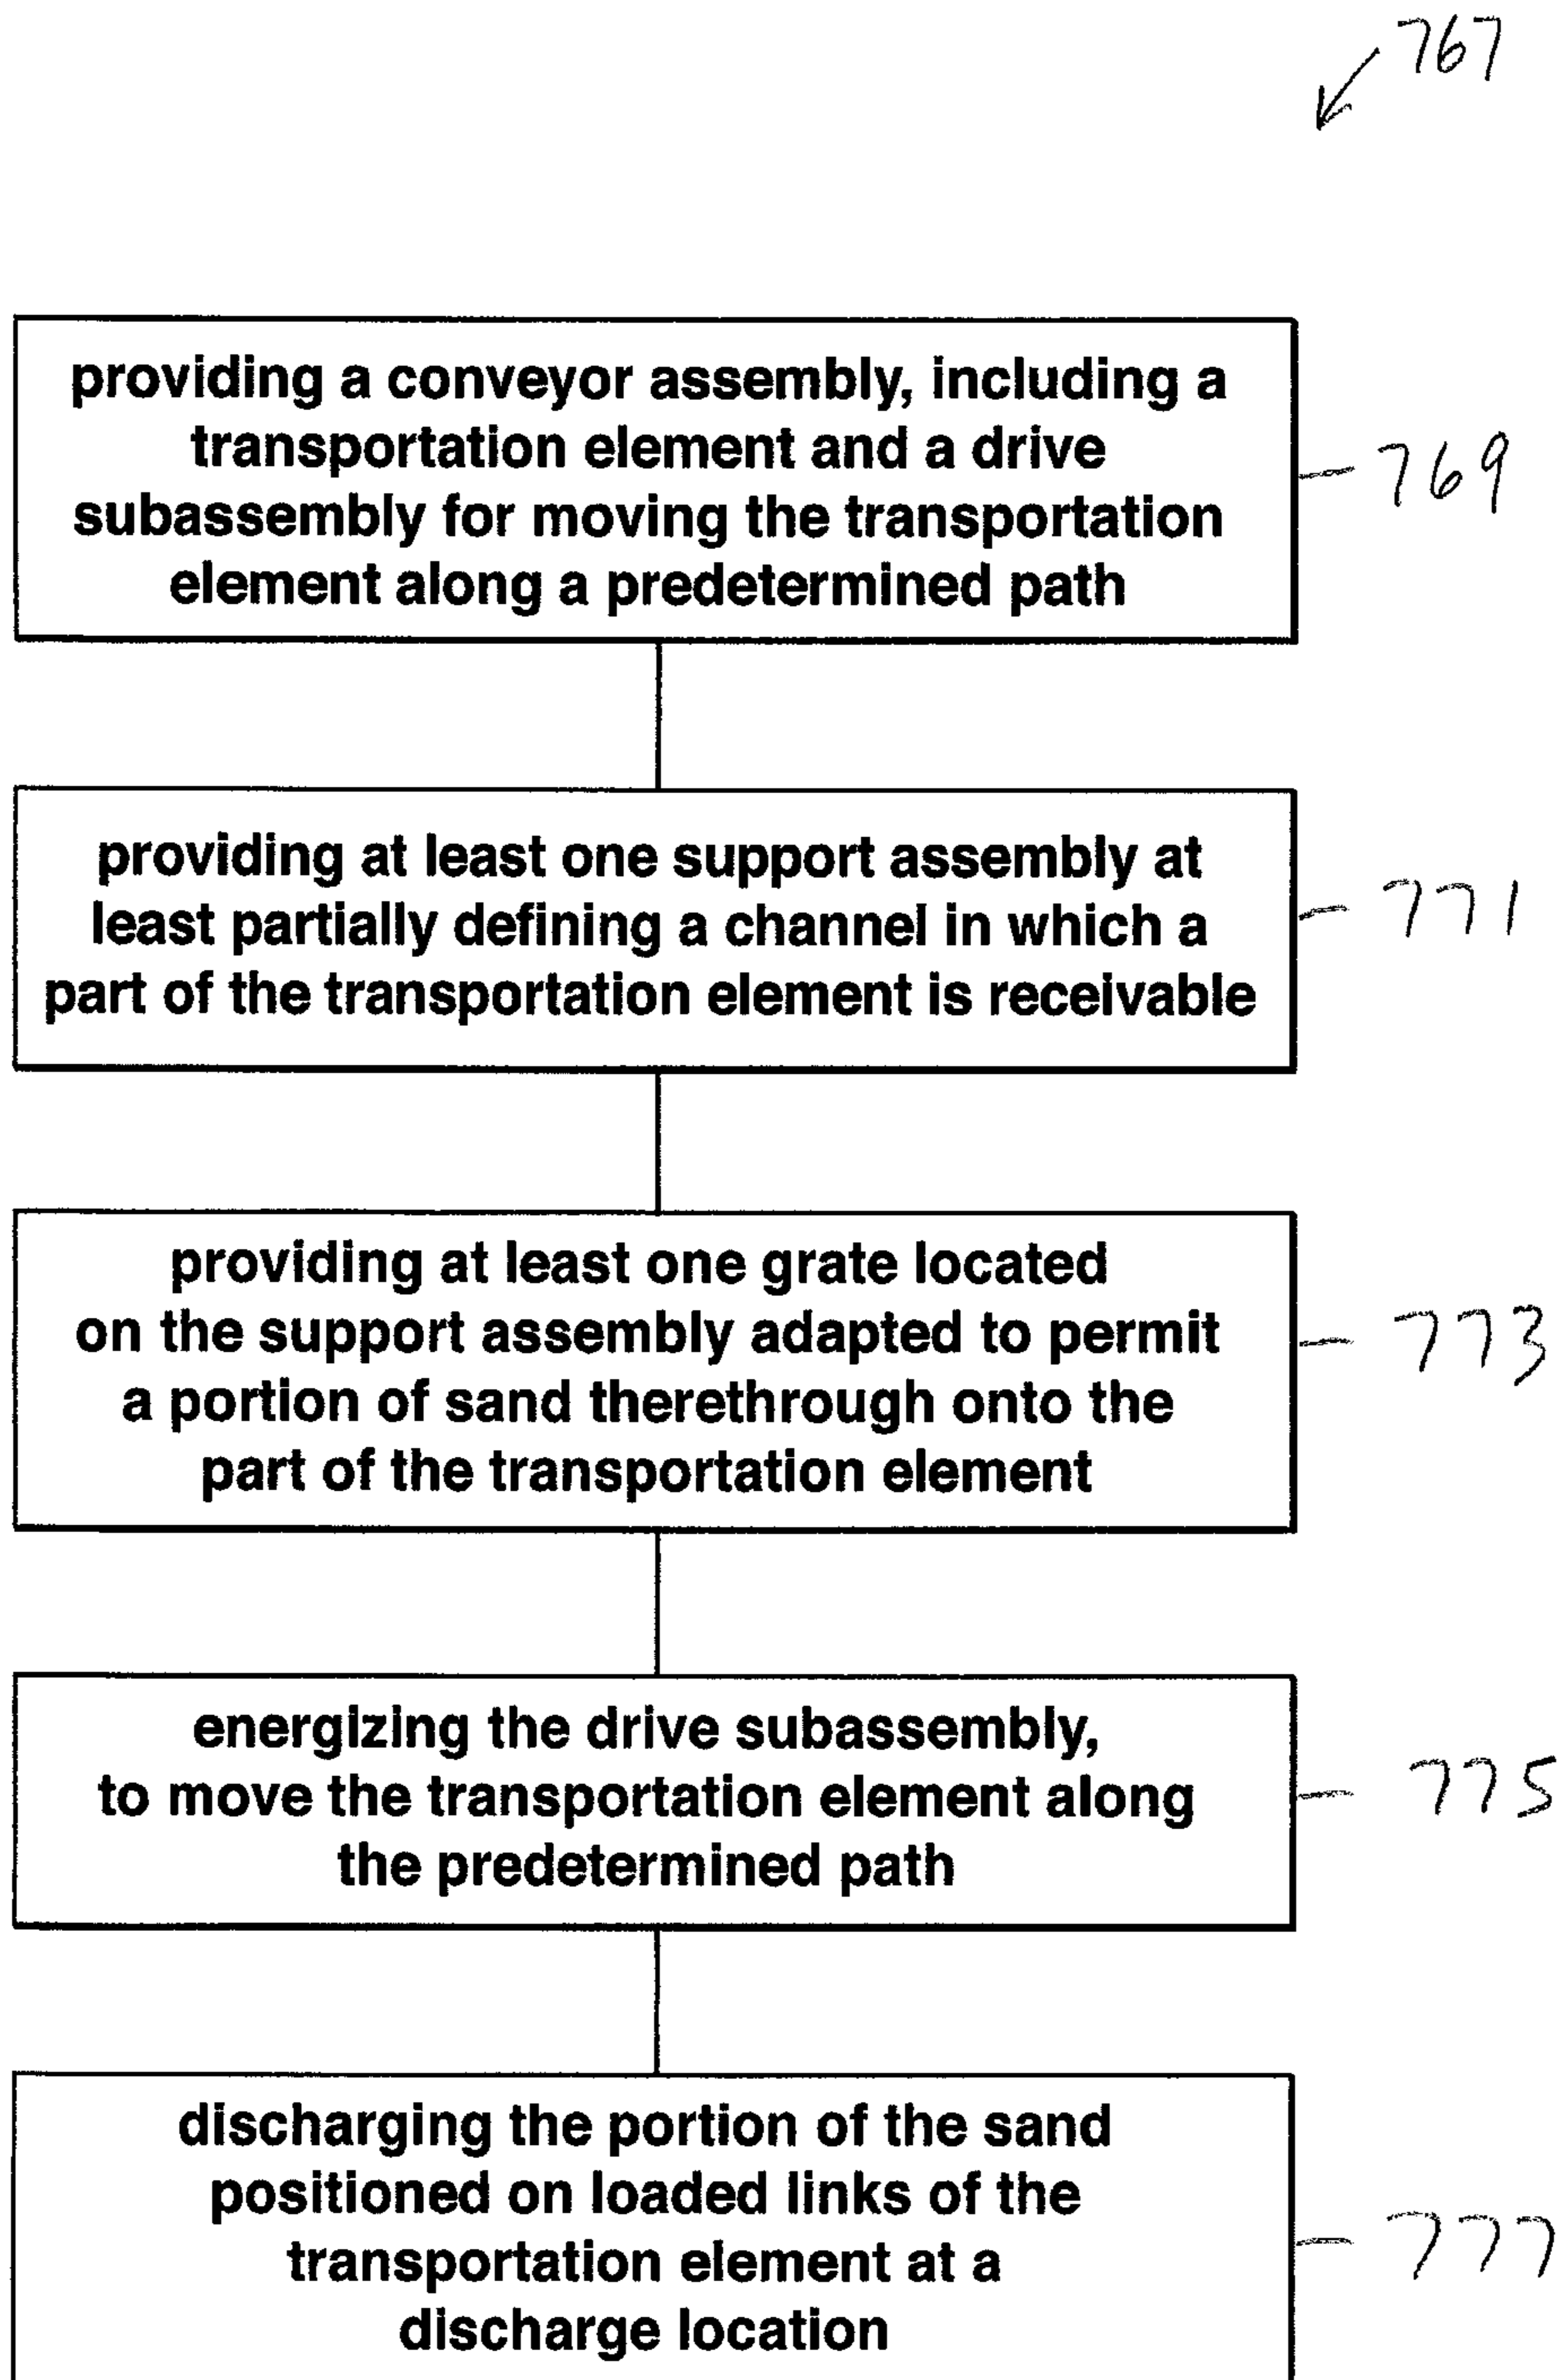 767
providing a conveyor assembly, including a
transportation element and a drive
subassembly for moving the transportation
element along a predetermined path
769
providing at least one support assembly at
least partially defining a channel in which a
part of the transportation element is receivable
771
providing at least one grate located
on the support assembly adapted to permit
a portion of sand therethrough onto the
part of the transportation element
773
energizing the drive subassembly,
to move the transportation element along
the predetermined path
775
discharging the portion of the sand
positioned on loaded links of the
transportation element at a
discharge location
777